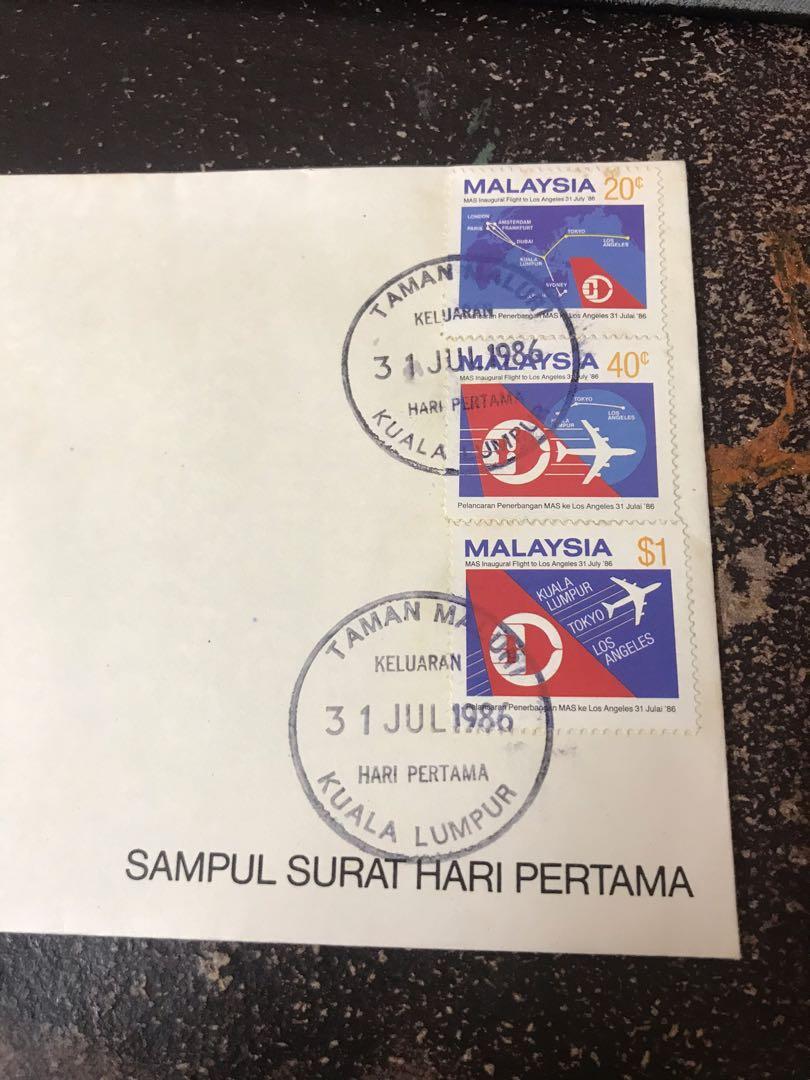 MALAYSIA 20¢
MAS Inaugural Flight to Los Angeles 31 July '86
LONDON
AMSTERDAM
PARIS
FRANKFURT
DUBAI
TOKYO
LOS ANGELES
KUALA LUMPUR
SYDNEY
Penerbangan MAS ke Los Angeles 31 Julai '86
TAMAN MALURI
KELUARAN
31 JUL 1986
HARI PERTAMA
KUALA LUMPUR
MALAYSIA 40¢
MAS Inaugural Flight to Los Angeles 31 July '86
TOKYO
LOS ANGELES
LUMPUR
Pelancaran Penerbangan MAS ke Los Angeles 31 Julai '86
MALAYSIA $1
MAS Inaugural Flight to Los Angeles 31 July '86
KUALA LUMPUR
TOKYO
LOS ANGELES
Pelancaran Penerbangan MAS ke Los Angeles 31 Julai '86
TAMAN MALURI
KELUARAN
31 JUL 1986
HARI PERTAMA
KUALA LUMPUR
SAMPUL SURAT HARI PERTAMA